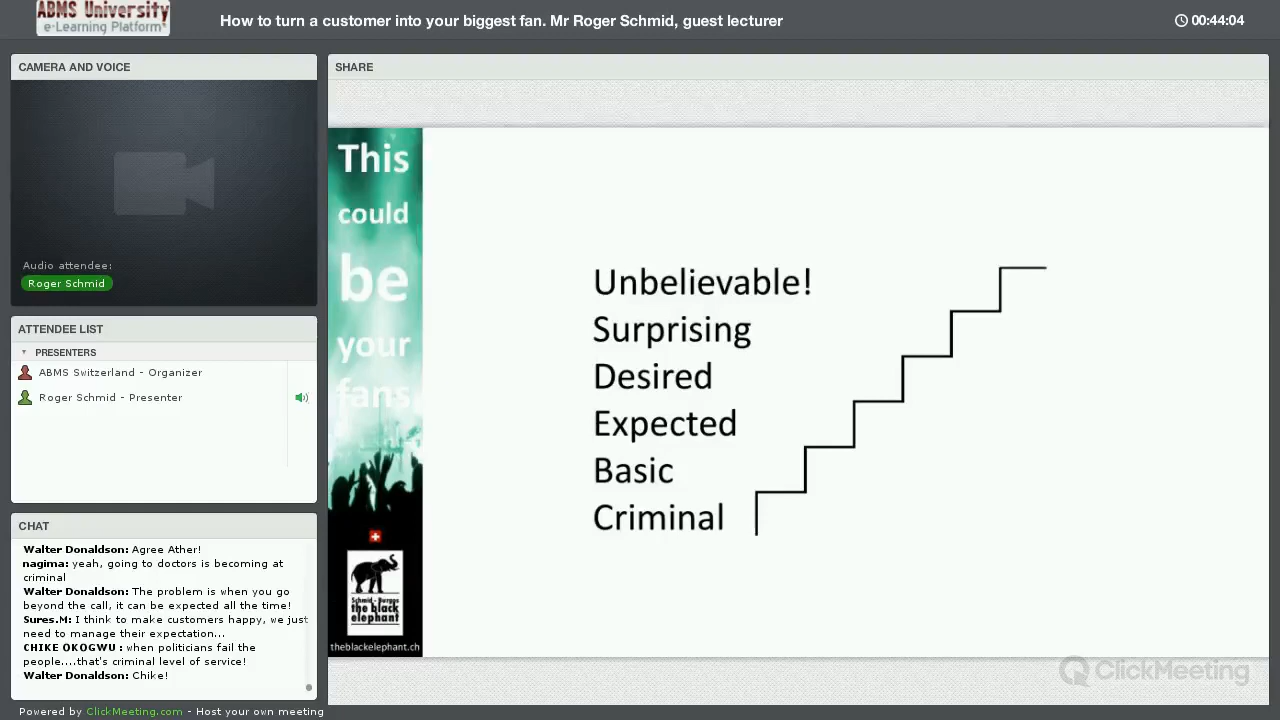 ABMS University
e-Learning Platform
How to turn a customer into your biggest fan. Mr Roger Schmid, guest lecturer
00:44:04
CAMERA AND VOICE
Audio attendee:
Roger Schmid
ATTENDEE LIST
PRESENTERS
ABMS Switzerland - Organizer
Roger Schmid - Presenter
CHAT
Walter Donaldson: Agree Ather!
nagima: yeah, going to doctors is becoming at
criminal
Walter Donaldson: The problem is when you go
beyond the call, it can be expected all the time!
Sures.M: I think to make customers happy, we just
need to manage their expectation...
CHIKE OKOGWU : when politicians fail the
people....that's criminal level of service!
Walter Donaldson: Chike!
Powered by ClickMeeting.com - Host your own meeting
SHARE
This
could
be
your
fans
Schmid - Burgos
the black
elephant
theblackelephant.ch
Unbelievable!
Surprising
Desired
Expected
Basic
Criminal
ClickMeeting